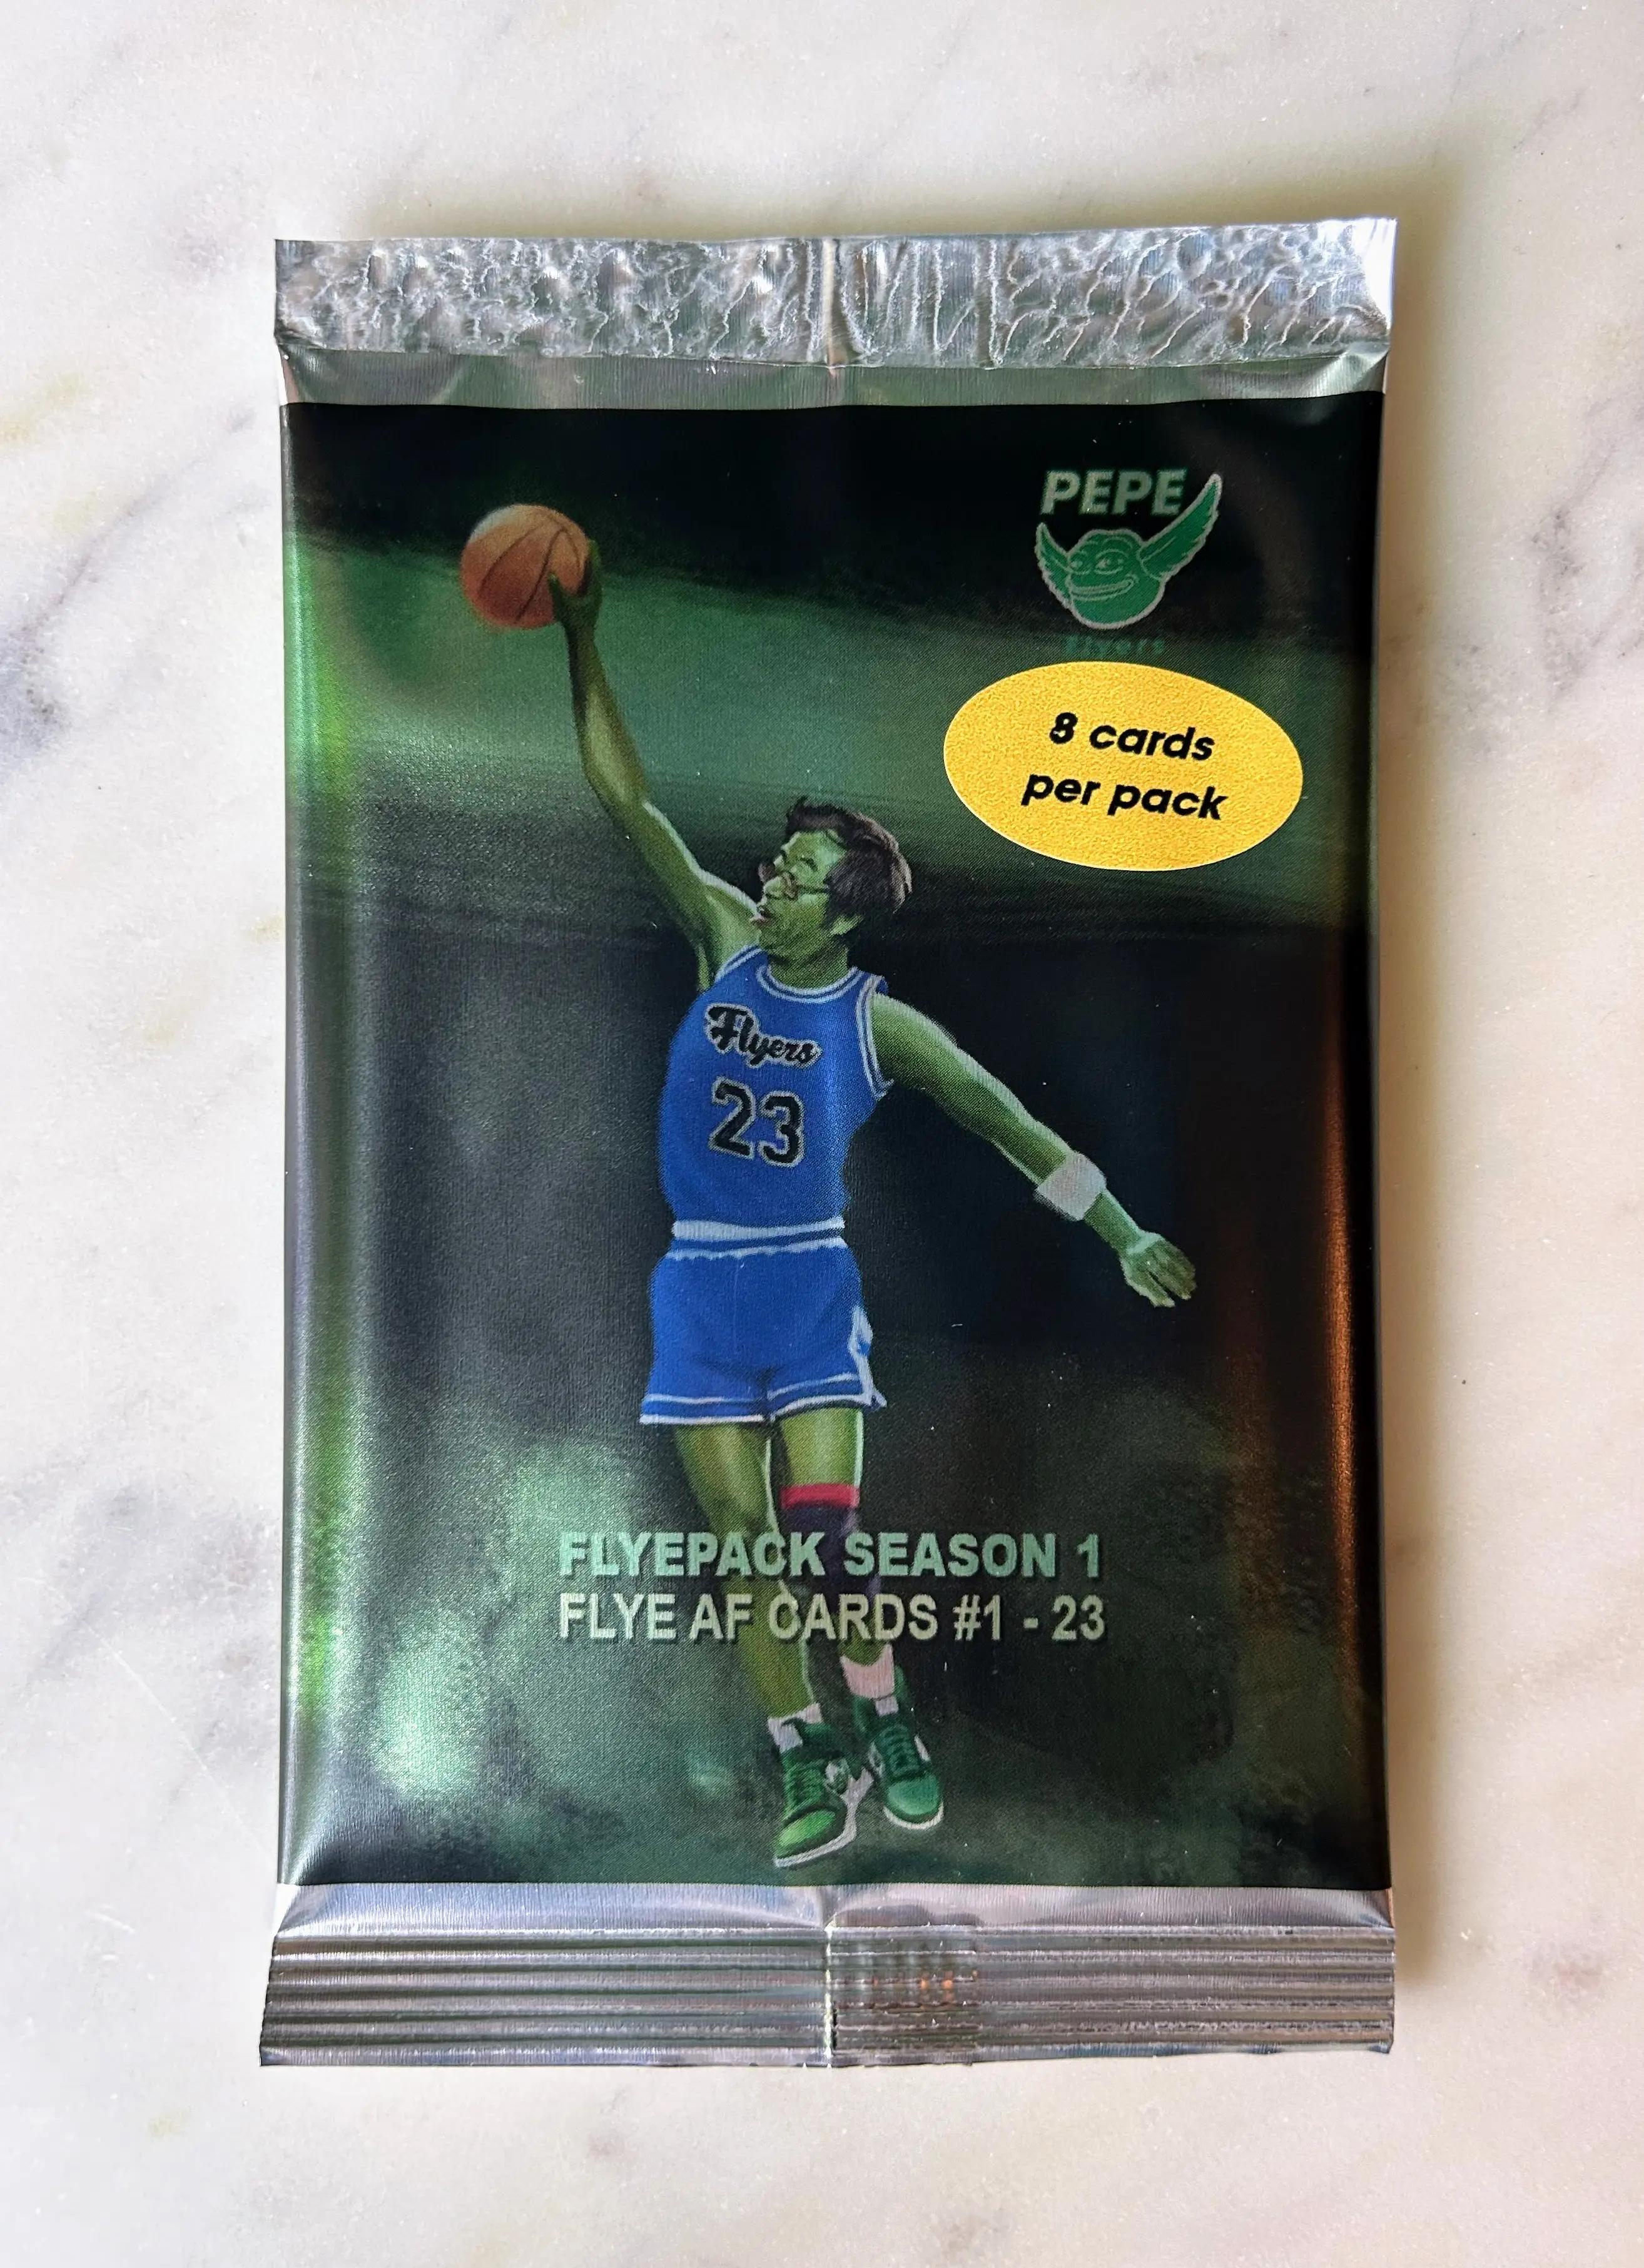 PEPE
Flyers
8 cards
per pack
Flyers
23
FLYEPACK SEASON 1
FLYE AF CARDS #1 - 23